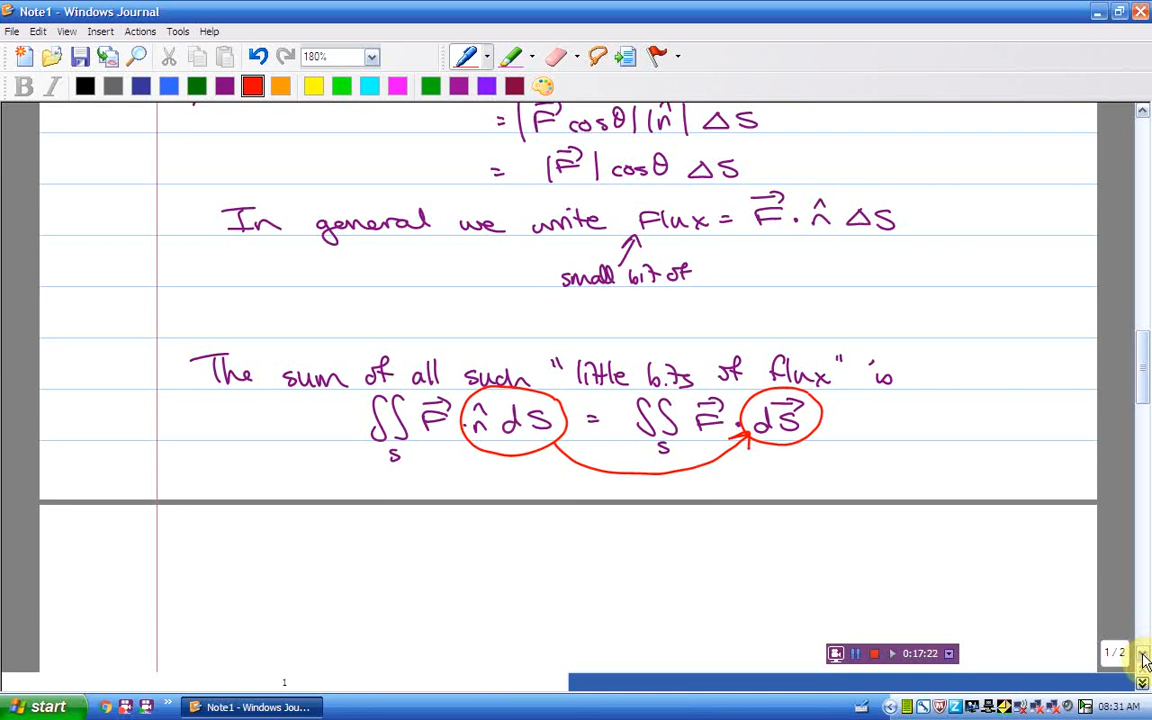 Note1 - Windows Journal
File Edit View Insert Actions Tools Help
180%
B I
= |F⃗ cosθ| |n̂| ΔS
= |F⃗| cosθ ΔS
In general we write Flux = F⃗ · n̂ ΔS
small bit of
The sum of all such "little bits of flux" is
∬ F⃗ · n̂ dS = ∬ F⃗ · dS⃗
S S
0:17:22
1 / 2
1
start Note1 - Windows Jou... 08:31 AM